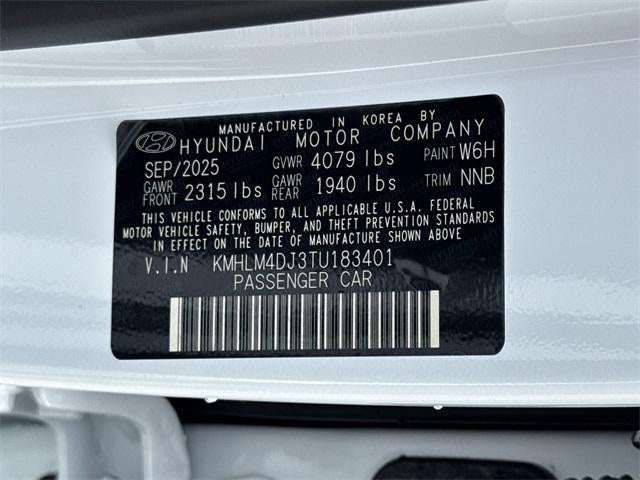 MANUFACTURED IN KOREA BY
HYUNDAI MOTOR COMPANY
SEP/2025 GVWR 4079 lbs PAINT W6H
GAWR FRONT 2315 lbs GAWR REAR 1940 lbs TRIM NNB
THIS VEHICLE CONFORMS TO ALL APPLICABLE U.S.A. FEDERAL
MOTOR VEHICLE SAFETY, BUMPER, AND THEFT PREVENTION STANDARDS
IN EFFECT ON THE DATE OF MANUFACTURE SHOWN ABOVE
V.I.N KMHLM4DJ3TU183401
PASSENGER CAR